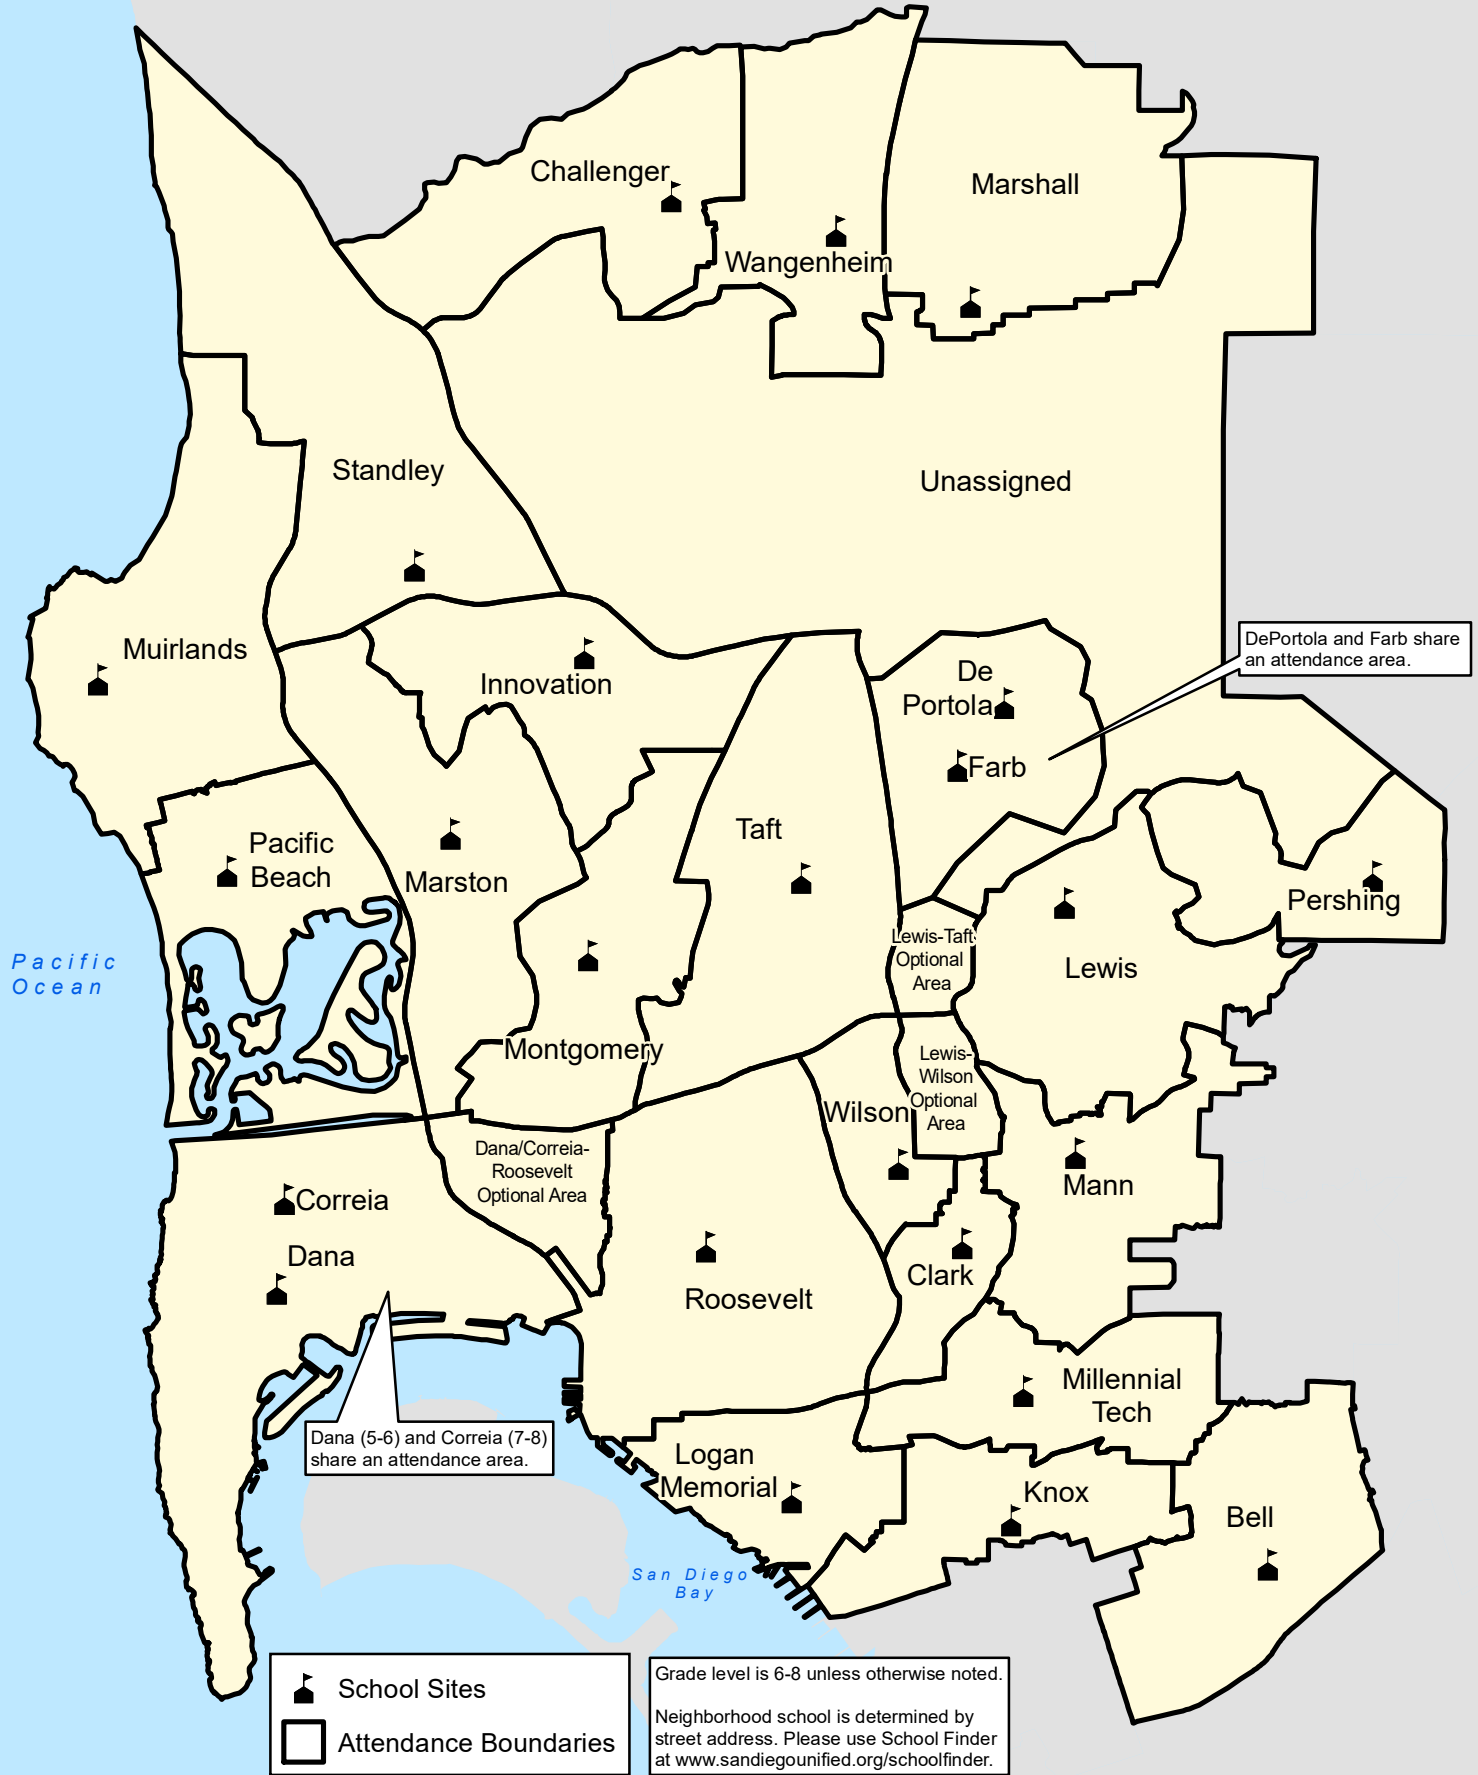 Challenger
Marshall
Wangenheim
Standley
Unassigned
Muirlands
Innovation
De
Portola
Farb
DePortola and Farb share
an attendance area.
Pacific
Beach
Marston
Taft
Pershing
Lewis-Taft
Optional
Area
Lewis
Pacific
Ocean
Montgomery
Lewis-
Wilson
Optional
Area
Wilson
Dana/Correia-
Roosevelt
Optional Area
Mann
Correia
Dana
Clark
Roosevelt
Millennial
Tech
Dana (5-6) and Correia (7-8)
share an attendance area.
Logan
Memorial
Knox
Bell
San Diego
Bay
School Sites
Attendance Boundaries
Grade level is 6-8 unless otherwise noted.
Neighborhood school is determined by
street address. Please use School Finder
at www.sandiegounified.org/schoolfinder.